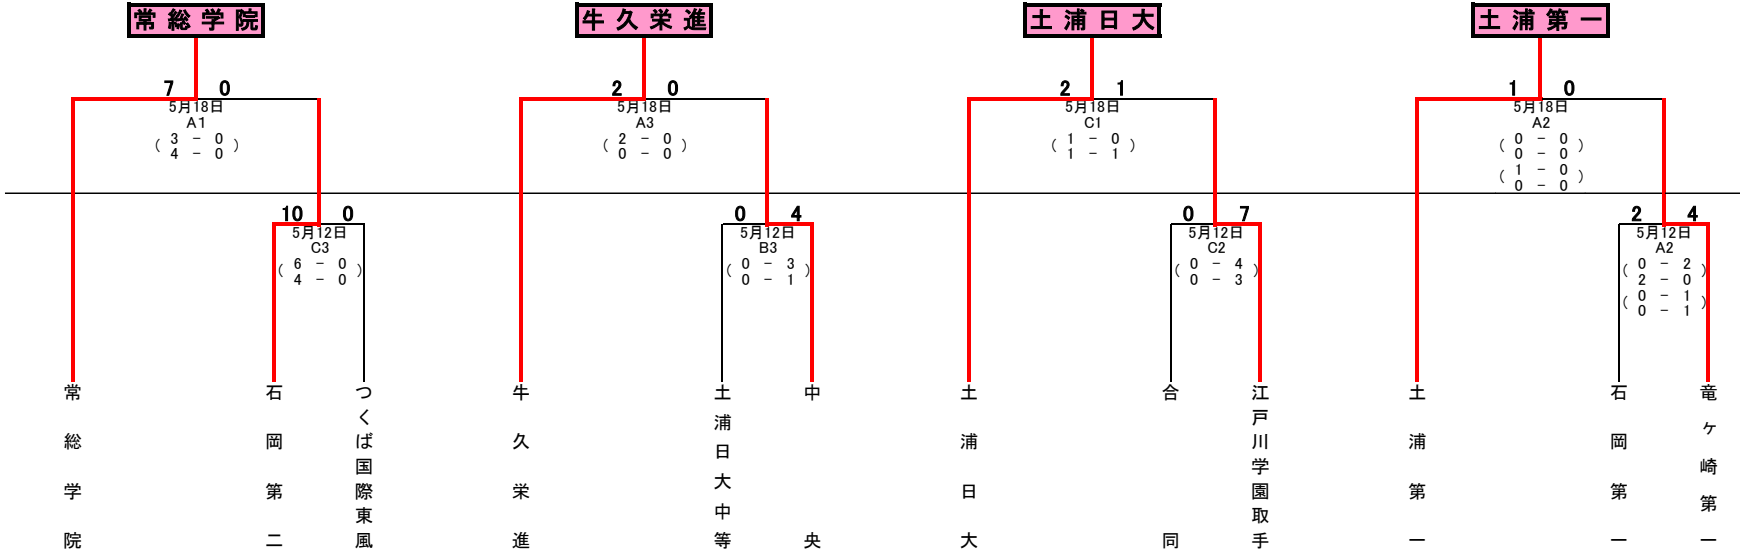 常総学院
牛久栄進
土浦日大
土浦第一
7 0
5月18日
A1
( 3 - 0 )
4 - 0
2 0
5月18日
A3
( 2 - 0 )
0 - 0
2 1
5月18日
C1
( 1 - 0 )
1 - 1
1 0
5月18日
A2
( 0 - 0 )
0 - 0
( 1 - 0 )
0 - 0
10 0
5月12日
C3
( 6 - 0 )
4 - 0
0 4
5月12日
B3
( 0 - 3 )
0 - 1
0 7
5月12日
C2
( 0 - 4 )
0 - 3
2 4
5月12日
A2
( 0 - 2 )
2 - 0
( 0 - 1 )
0 - 1
常総学院
石岡第二
つくば国際東風
牛久栄進
土浦日大中等
中央
土浦日大
合同
江戸川学園取手
土浦第一
石岡第一
竜ヶ崎第一